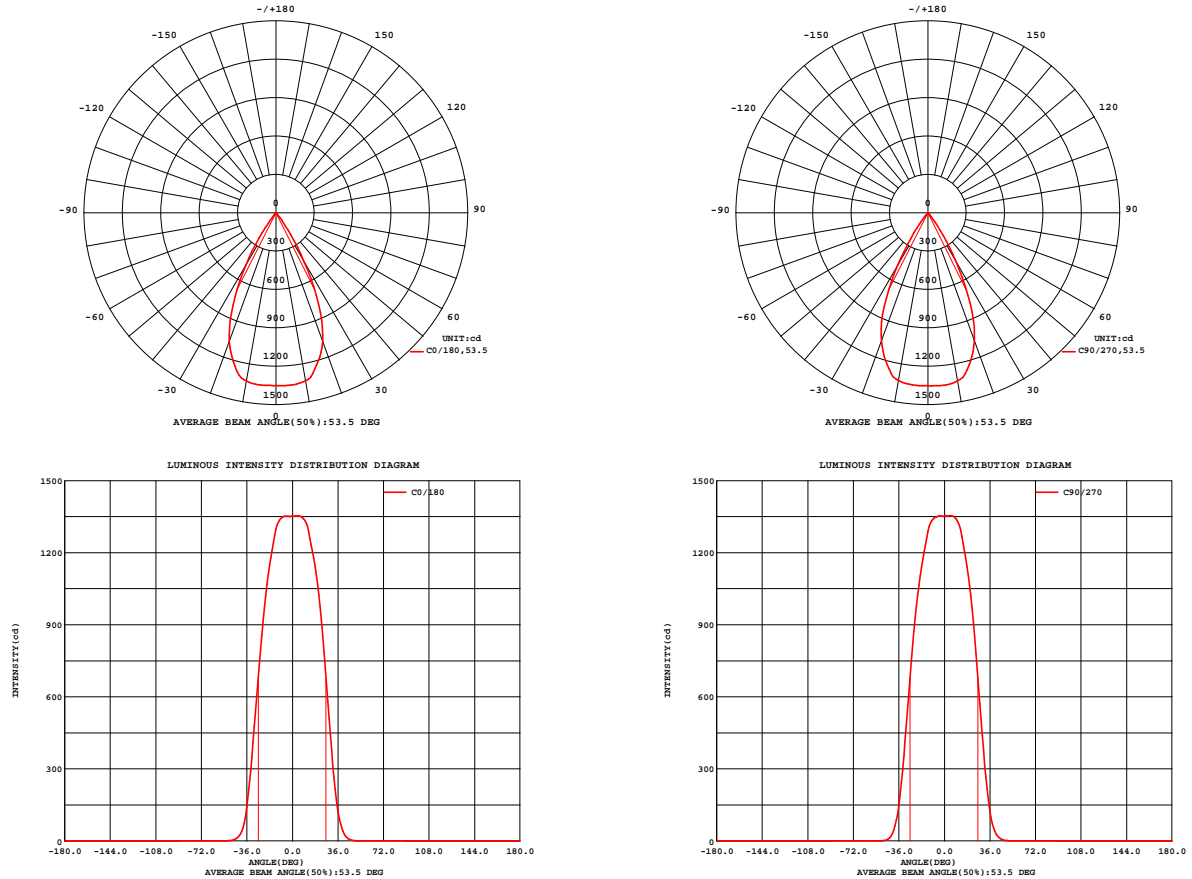 -/+180
-150 150
-120 120
-90 90
-60 60
-30 30
0
0
300
600
900
1200
1500
UNIT:cd
C0/180,53.5
AVERAGE BEAM ANGLE(50%):53.5 DEG
-/+180
-150 150
-120 120
-90 90
-60 60
-30 30
0
0
300
600
900
1200
1500
UNIT:cd
C90/270,53.5
AVERAGE BEAM ANGLE(50%):53.5 DEG
LUMINOUS INTENSITY DISTRIBUTION DIAGRAM
C0/180
INTENSITY(cd)
1500
1200
900
600
300
0
-180.0 -144.0 -108.0 -72.0 -36.0 0.0 36.0 72.0 108.0 144.0 180.0
ANGLE(DEG)
AVERAGE BEAM ANGLE(50%):53.5 DEG
LUMINOUS INTENSITY DISTRIBUTION DIAGRAM
C90/270
INTENSITY(cd)
1500
1200
900
600
300
0
-180.0 -144.0 -108.0 -72.0 -36.0 0.0 36.0 72.0 108.0 144.0 180.0
ANGLE(DEG)
AVERAGE BEAM ANGLE(50%):53.5 DEG